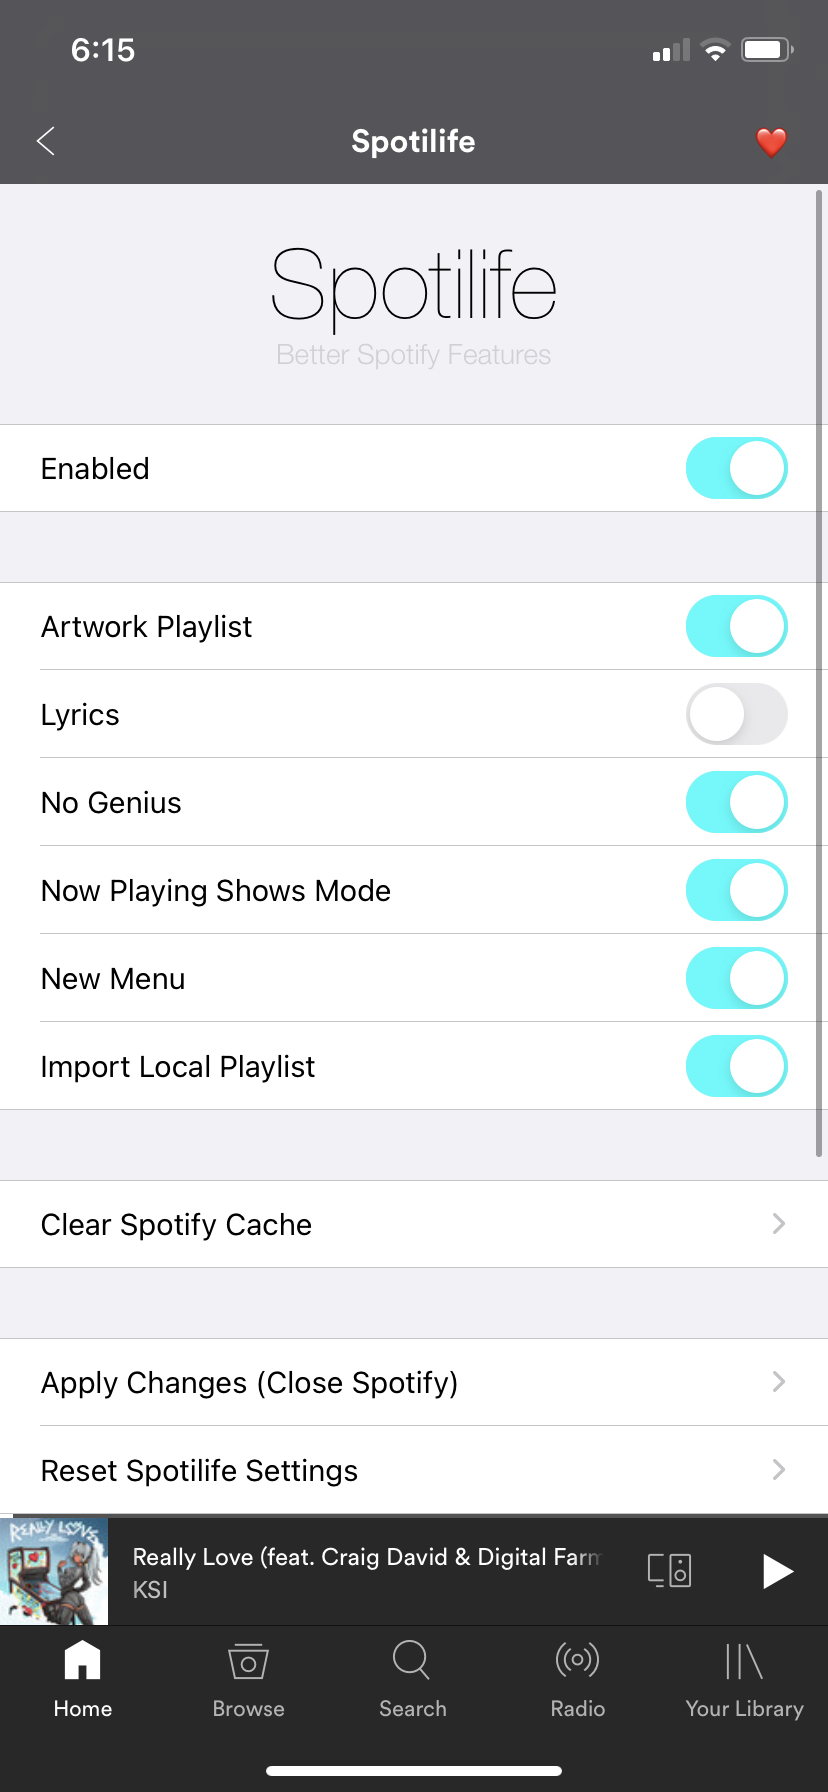 6:15
Spotilife
Spotilife
Better Spotify Features
Enabled
Artwork Playlist
Lyrics
No Genius
Now Playing Shows Mode
New Menu
Import Local Playlist
Clear Spotify Cache
Apply Changes (Close Spotify)
Reset Spotilife Settings
REALLY LOVE
Really Love (feat. Craig David & Digital Farm
KSI
Home
Browse
Search
Radio
Your Library